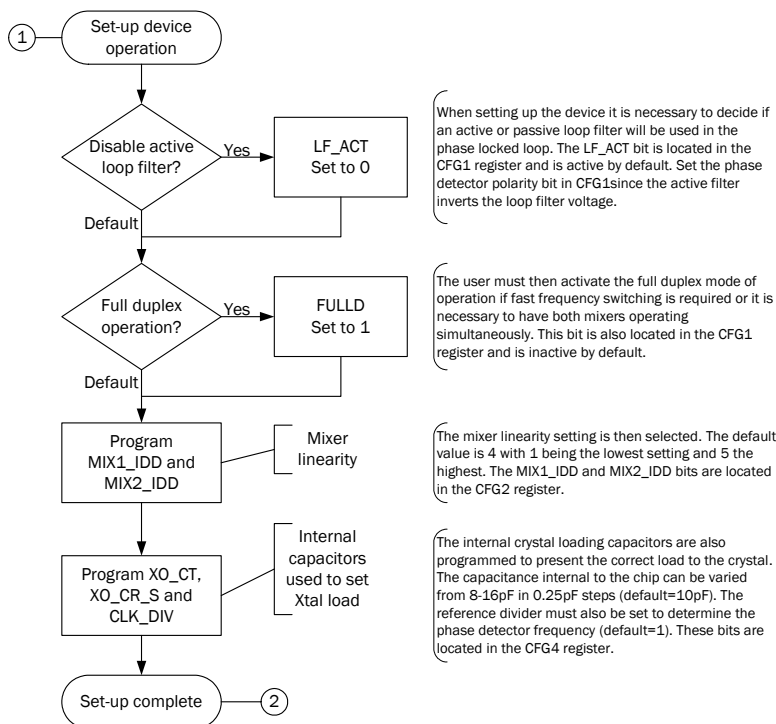 1
Set-up device
operation
Disable active
loop filter?
Yes
LF_ACT
Set to 0
Default
When setting up the device it is necessary to decide if
an active or passive loop filter will be used in the
phase locked loop. The LF_ACT bit is located in the
CFG1 register and is active by default. Set the phase
detector polarity bit in CFG1since the active filter
inverts the loop filter voltage.
Full duplex
operation?
Yes
FULLD
Set to 1
Default
The user must then activate the full duplex mode of
operation if fast frequency switching is required or it is
necessary to have both mixers operating
simultaneously. This bit is also located in the CFG1
register and is inactive by default.
Program
MIX1_IDD and
MIX2_IDD
Mixer
linearity
The mixer linearity setting is then selected. The default
value is 4 with 1 being the lowest setting and 5 the
highest. The MIX1_IDD and MIX2_IDD bits are located
in the CFG2 register.
Program XO_CT,
XO_CR_S and
CLK_DIV
Internal
capacitors
used to set
Xtal load
The internal crystal loading capacitors are also
programmed to present the correct load to the crystal.
The capacitance internal to the chip can be varied
from 8-16pF in 0.25pF steps (default=10pF). The
reference divider must also be set to determine the
phase detector frequency (default=1). These bits are
located in the CFG4 register.
Set-up complete
2